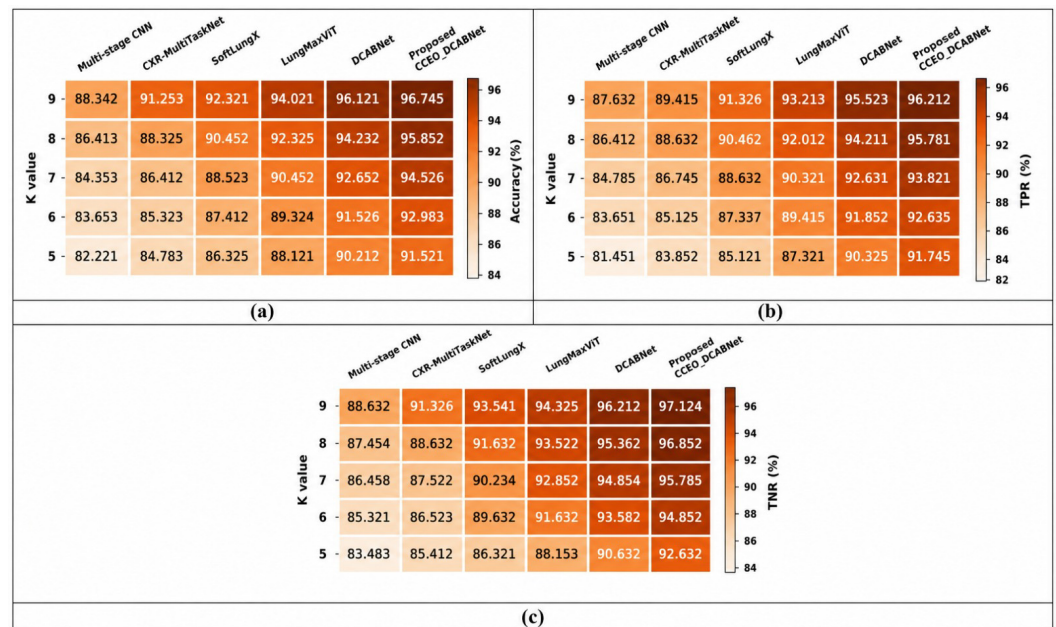 Multi-stage CNN CXR-MultiTaskNet SoftLungX LungMaxViT DCABNet Proposed CCEO_DCABNet
9 88.342 91.253 92.321 94.021 96.121 96.745
8 86.413 88.325 90.452 92.325 94.232 95.852
7 84.353 86.412 88.523 90.452 92.652 94.526
6 83.653 85.323 87.412 89.324 91.526 92.983
5 82.221 84.783 86.325 88.121 90.212 91.521
K value
96
94
92
90
88
86
84
Accuracy (%)
(a)
Multi-stage CNN CXR-MultiTaskNet SoftLungX LungMaxViT DCABNet Proposed CCEO_DCABNet
9 87.632 89.415 91.326 93.213 95.523 96.212
8 86.412 88.632 90.462 92.012 94.211 95.781
7 84.785 86.745 88.632 90.321 92.631 93.821
6 83.651 85.125 87.337 89.415 91.852 92.635
5 81.451 83.852 85.121 87.321 90.325 91.745
K value
96
94
92
90
88
86
84
82
TPR (%)
(b)
Multi-stage CNN CXR-MultiTaskNet SoftLungX LungMaxViT DCABNet Proposed CCEO_DCABNet
9 88.632 91.326 93.541 94.325 96.212 97.124
8 87.454 88.632 91.632 93.522 95.362 96.852
7 86.458 87.522 90.234 92.852 94.854 95.785
6 85.321 86.523 89.632 91.632 93.582 94.852
5 83.483 85.412 86.321 88.153 90.632 92.632
K value
96
94
92
90
88
86
84
TNR (%)
(c)